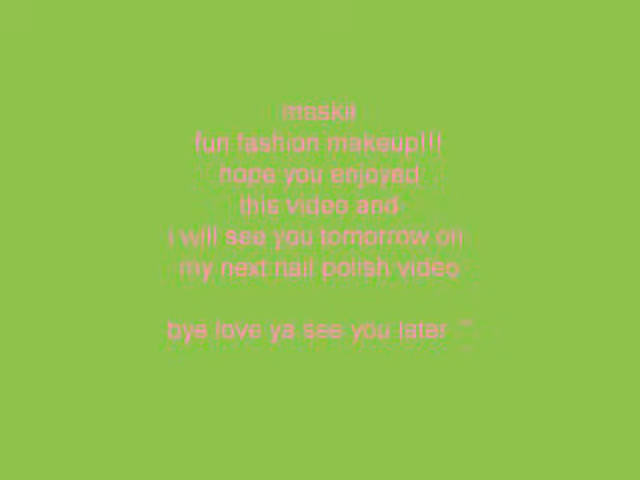 maskit
fun fashion makeup!!!
hope you enjoyed
this video and
i will see you tomorrow on
my next nail polish video
bye love ya see you later